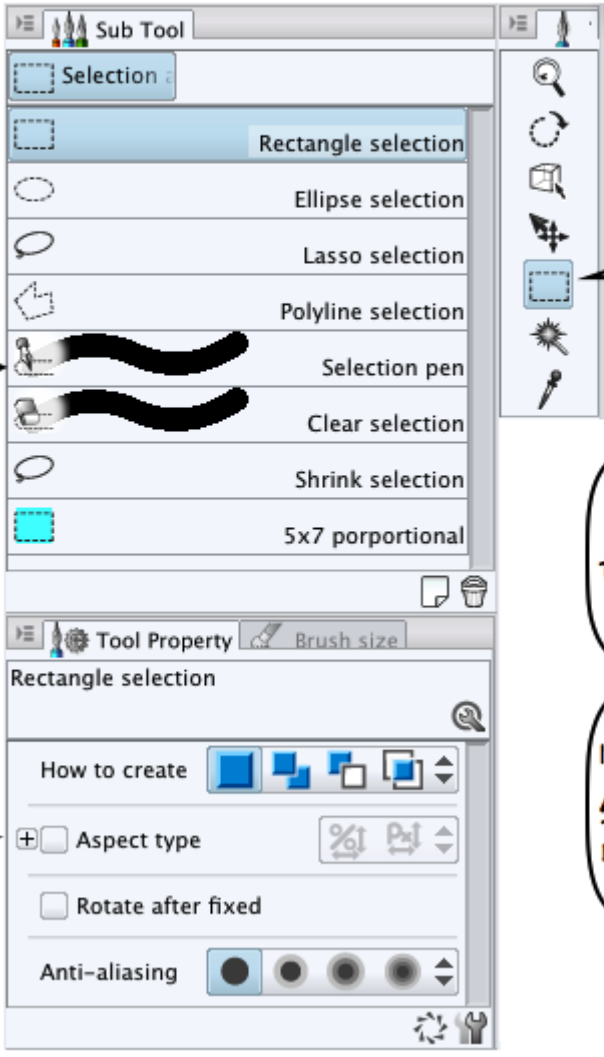 Sub Tool
Selection a
Rectangle selection
Ellipse selection
Lasso selection
Polyline selection
Selection pen
Clear selection
Shrink selection
5x7 porportional
Tool Property
Brush size
Rectangle selection
How to create
Aspect type
Rotate after fixed
Anti-aliasing